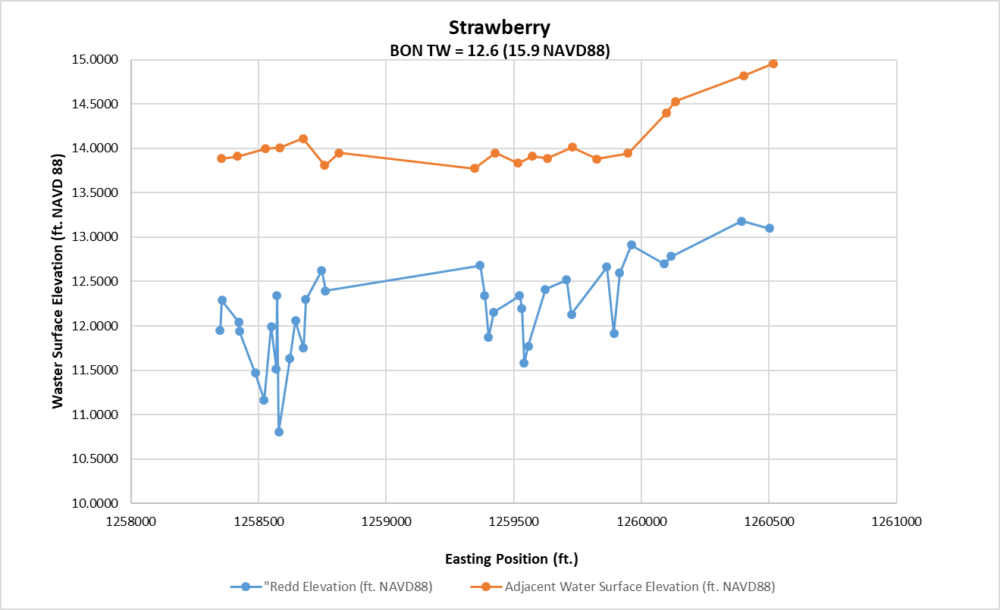 Strawberry
BON TW = 12.6 (15.9 NAVD88)
Waster Surface Elevation (ft. NAVD 88)
15.0000
14.5000
14.0000
13.5000
13.0000
12.5000
12.0000
11.5000
11.0000
10.5000
10.0000
1258000 1258500 1259000 1259500 1260000 1260500 1261000
Easting Position (ft.)
"Redd Elevation (ft. NAVD88) Adjacent Water Surface Elevation (ft. NAVD88)